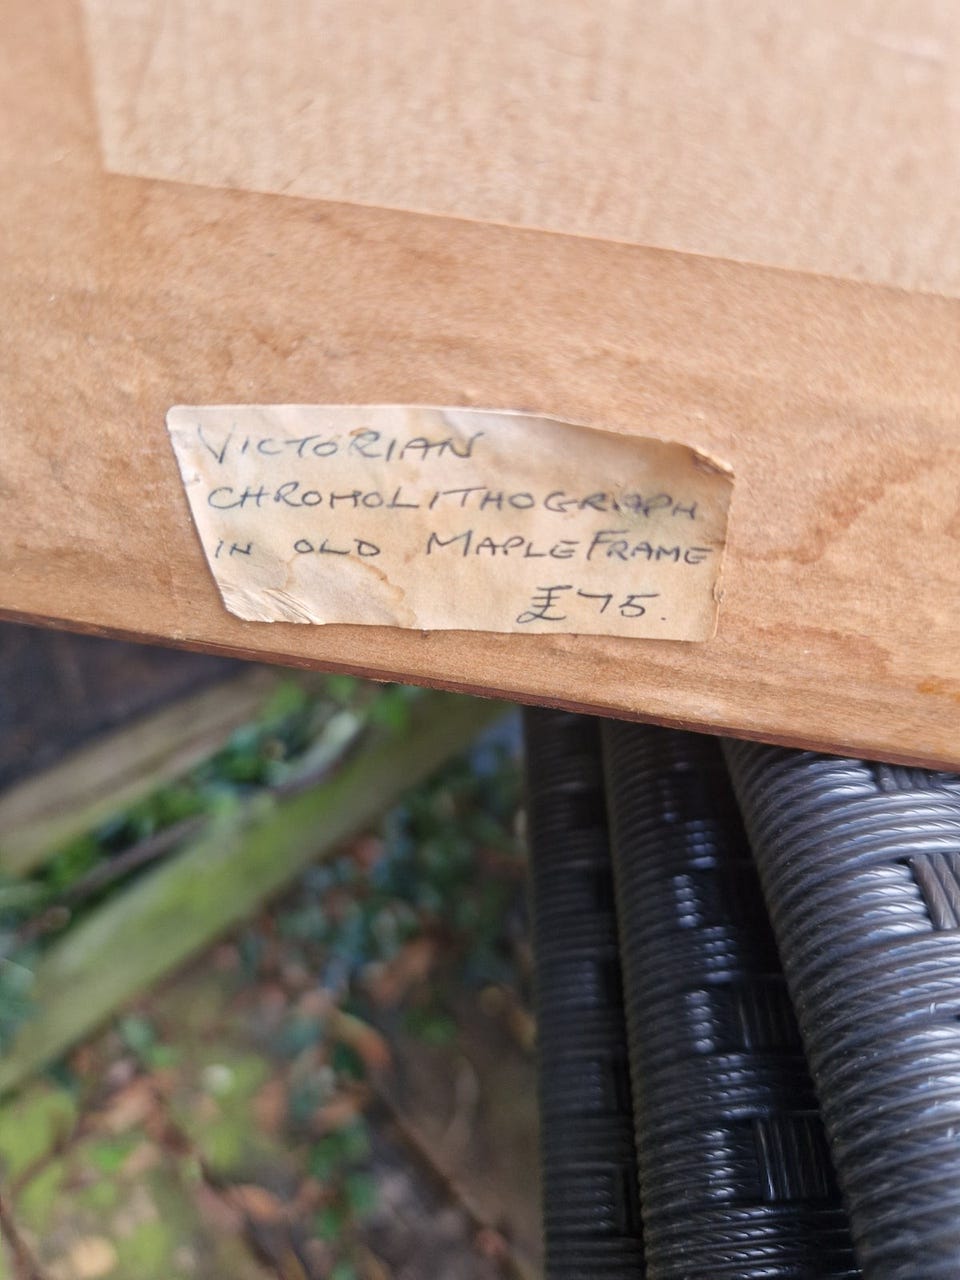 VICTORIAN
CHROMOLITHOGRAPH
IN OLD MAPLE FRAME
£75.